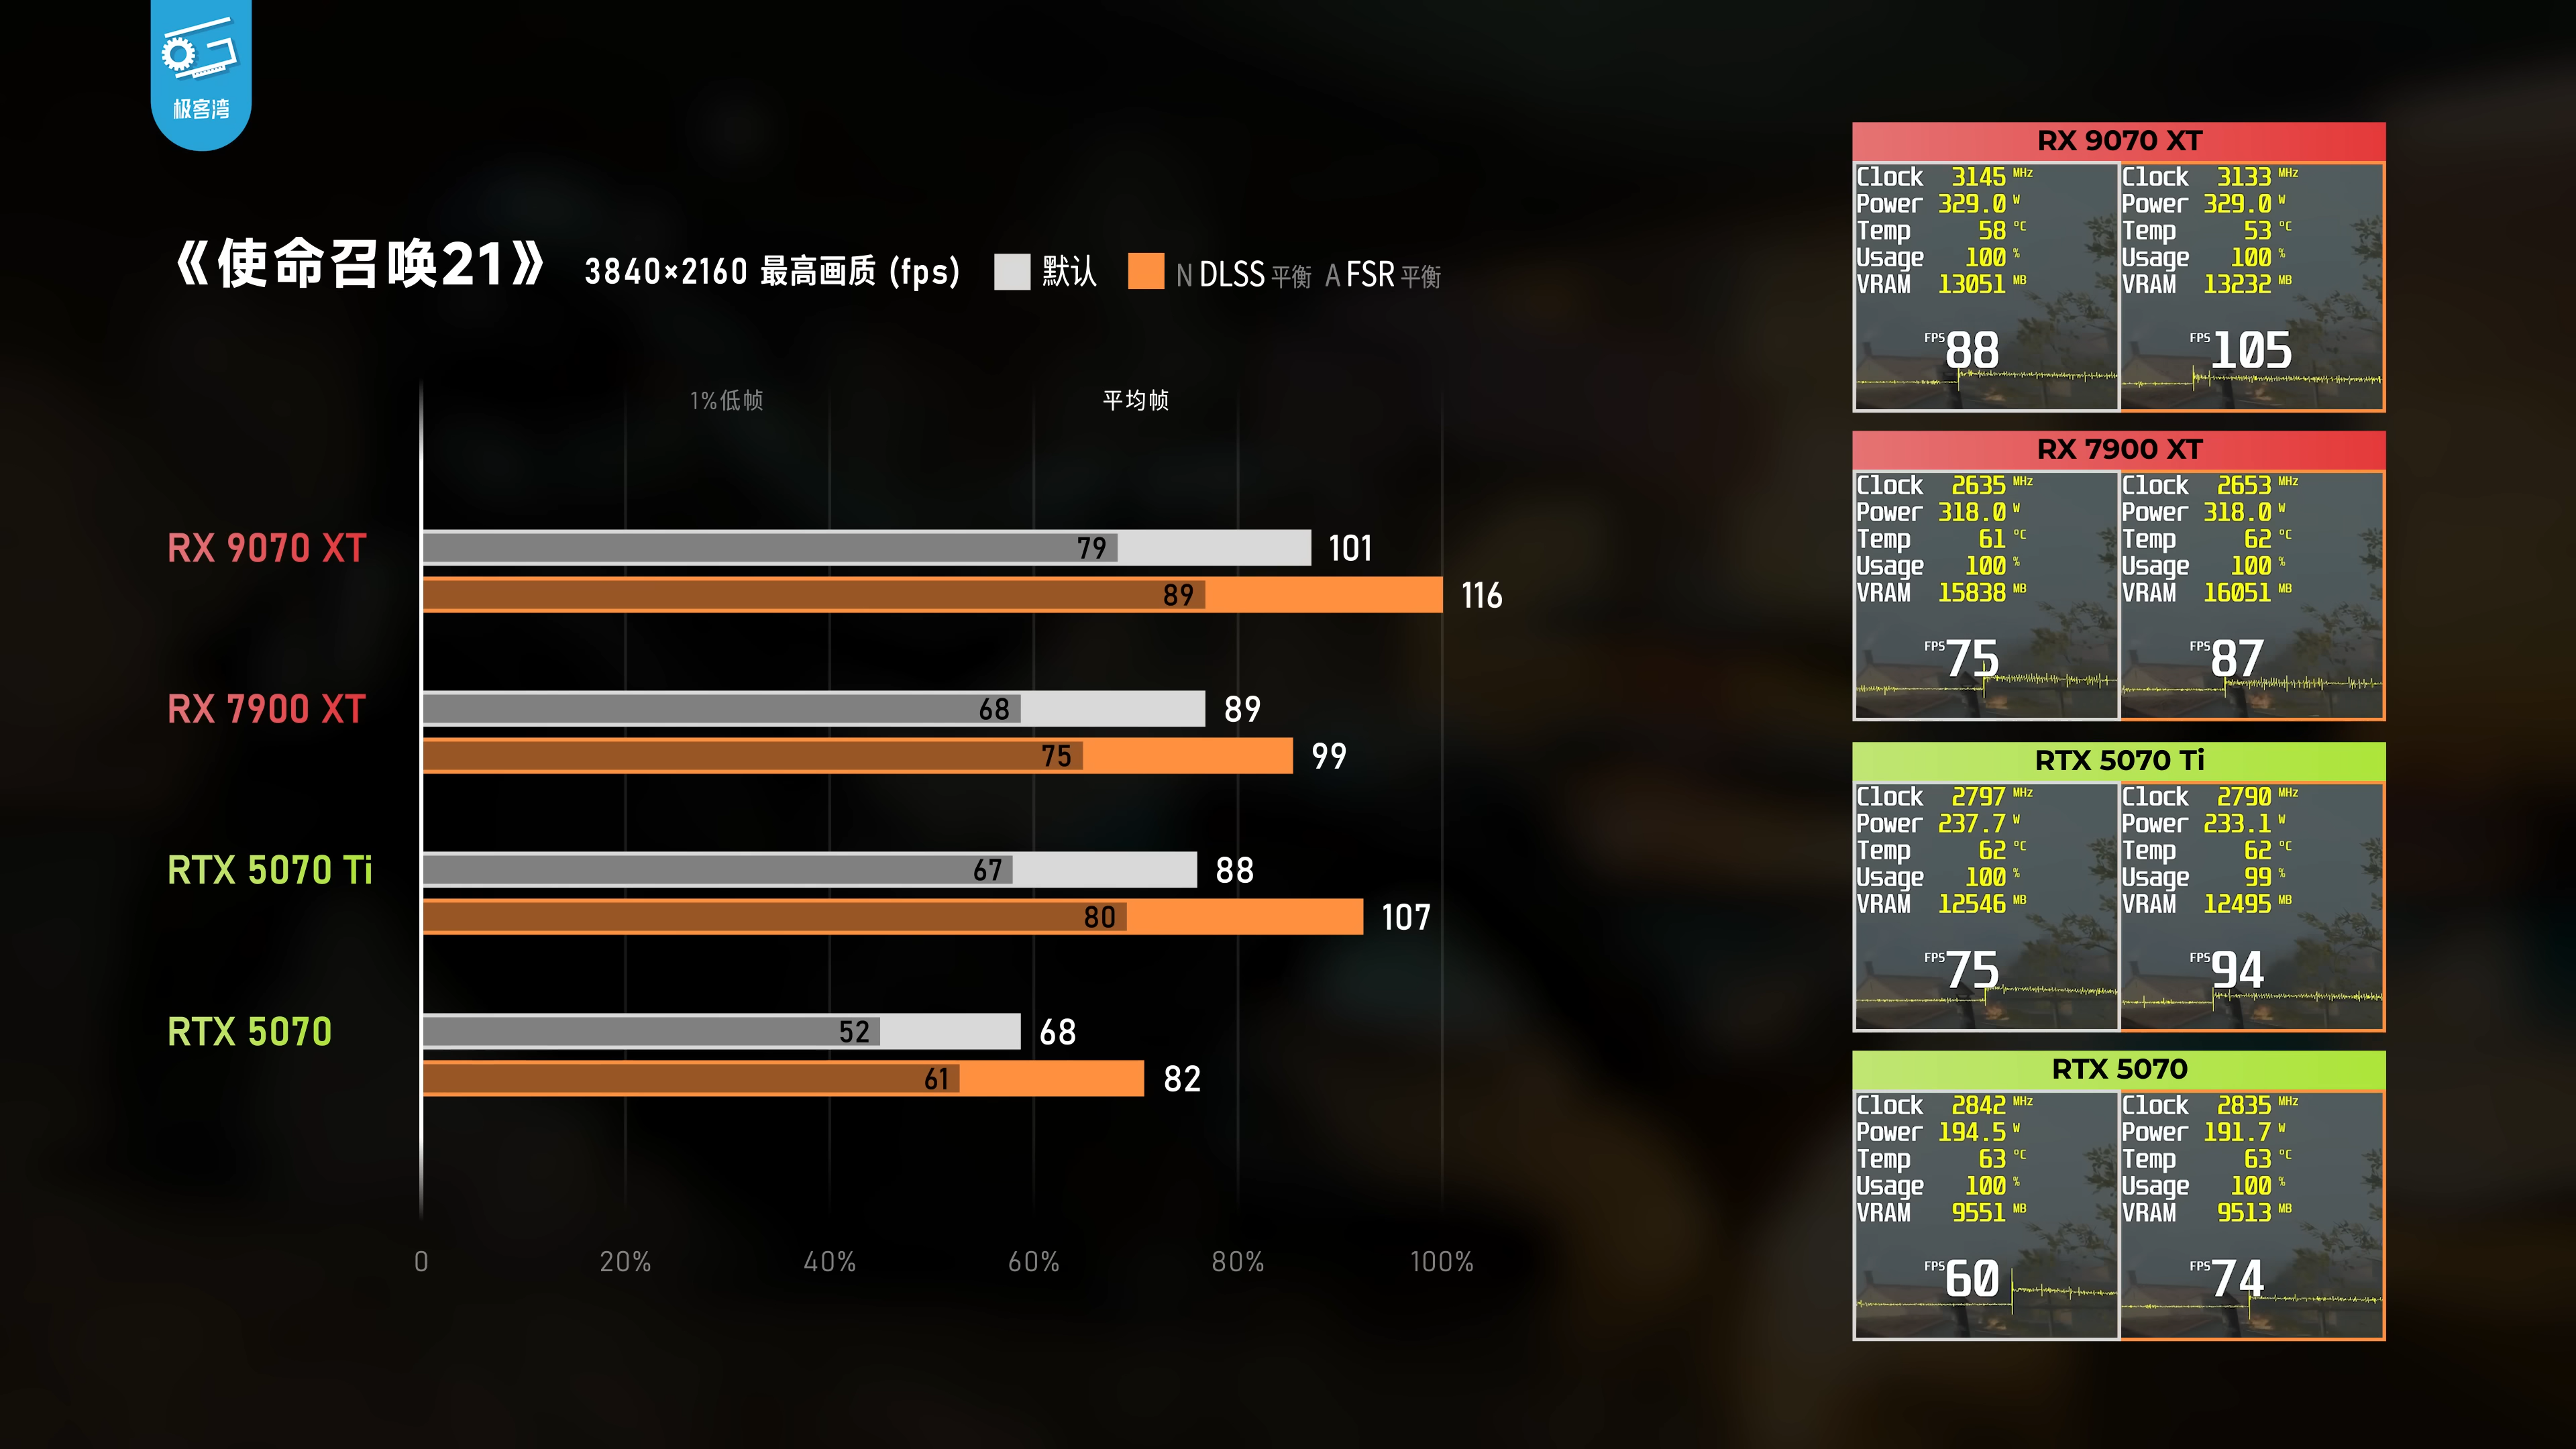 极客湾
《使命召唤21》 3840×2160 最高画质 (fps) 默认 N DLSS 平衡 A FSR 平衡
1%低帧 平均帧
RX 9070 XT
79 101
89 116
RX 7900 XT
68 89
75 99
RTX 5070 Ti
67 88
80 107
RTX 5070
52 68
61 82
0 20% 40% 60% 80% 100%
RX 9070 XT
Clock 3145 MHz Clock 3133 MHz
Power 329.0 W Power 329.0 W
Temp 58 °C Temp 53 °C
Usage 100 % Usage 100 %
VRAM 13051 MB VRAM 13232 MB
FPS 88 FPS 105
RX 7900 XT
Clock 2635 MHz Clock 2653 MHz
Power 318.0 W Power 318.0 W
Temp 61 °C Temp 62 °C
Usage 100 % Usage 100 %
VRAM 15838 MB VRAM 16051 MB
FPS 75 FPS 87
RTX 5070 Ti
Clock 2797 MHz Clock 2790 MHz
Power 237.7 W Power 233.1 W
Temp 62 °C Temp 62 °C
Usage 100 % Usage 99 %
VRAM 12546 MB VRAM 12495 MB
FPS 75 FPS 94
RTX 5070
Clock 2842 MHz Clock 2835 MHz
Power 194.5 W Power 191.7 W
Temp 63 °C Temp 63 °C
Usage 100 % Usage 100 %
VRAM 9551 MB VRAM 9513 MB
FPS 60 FPS 74